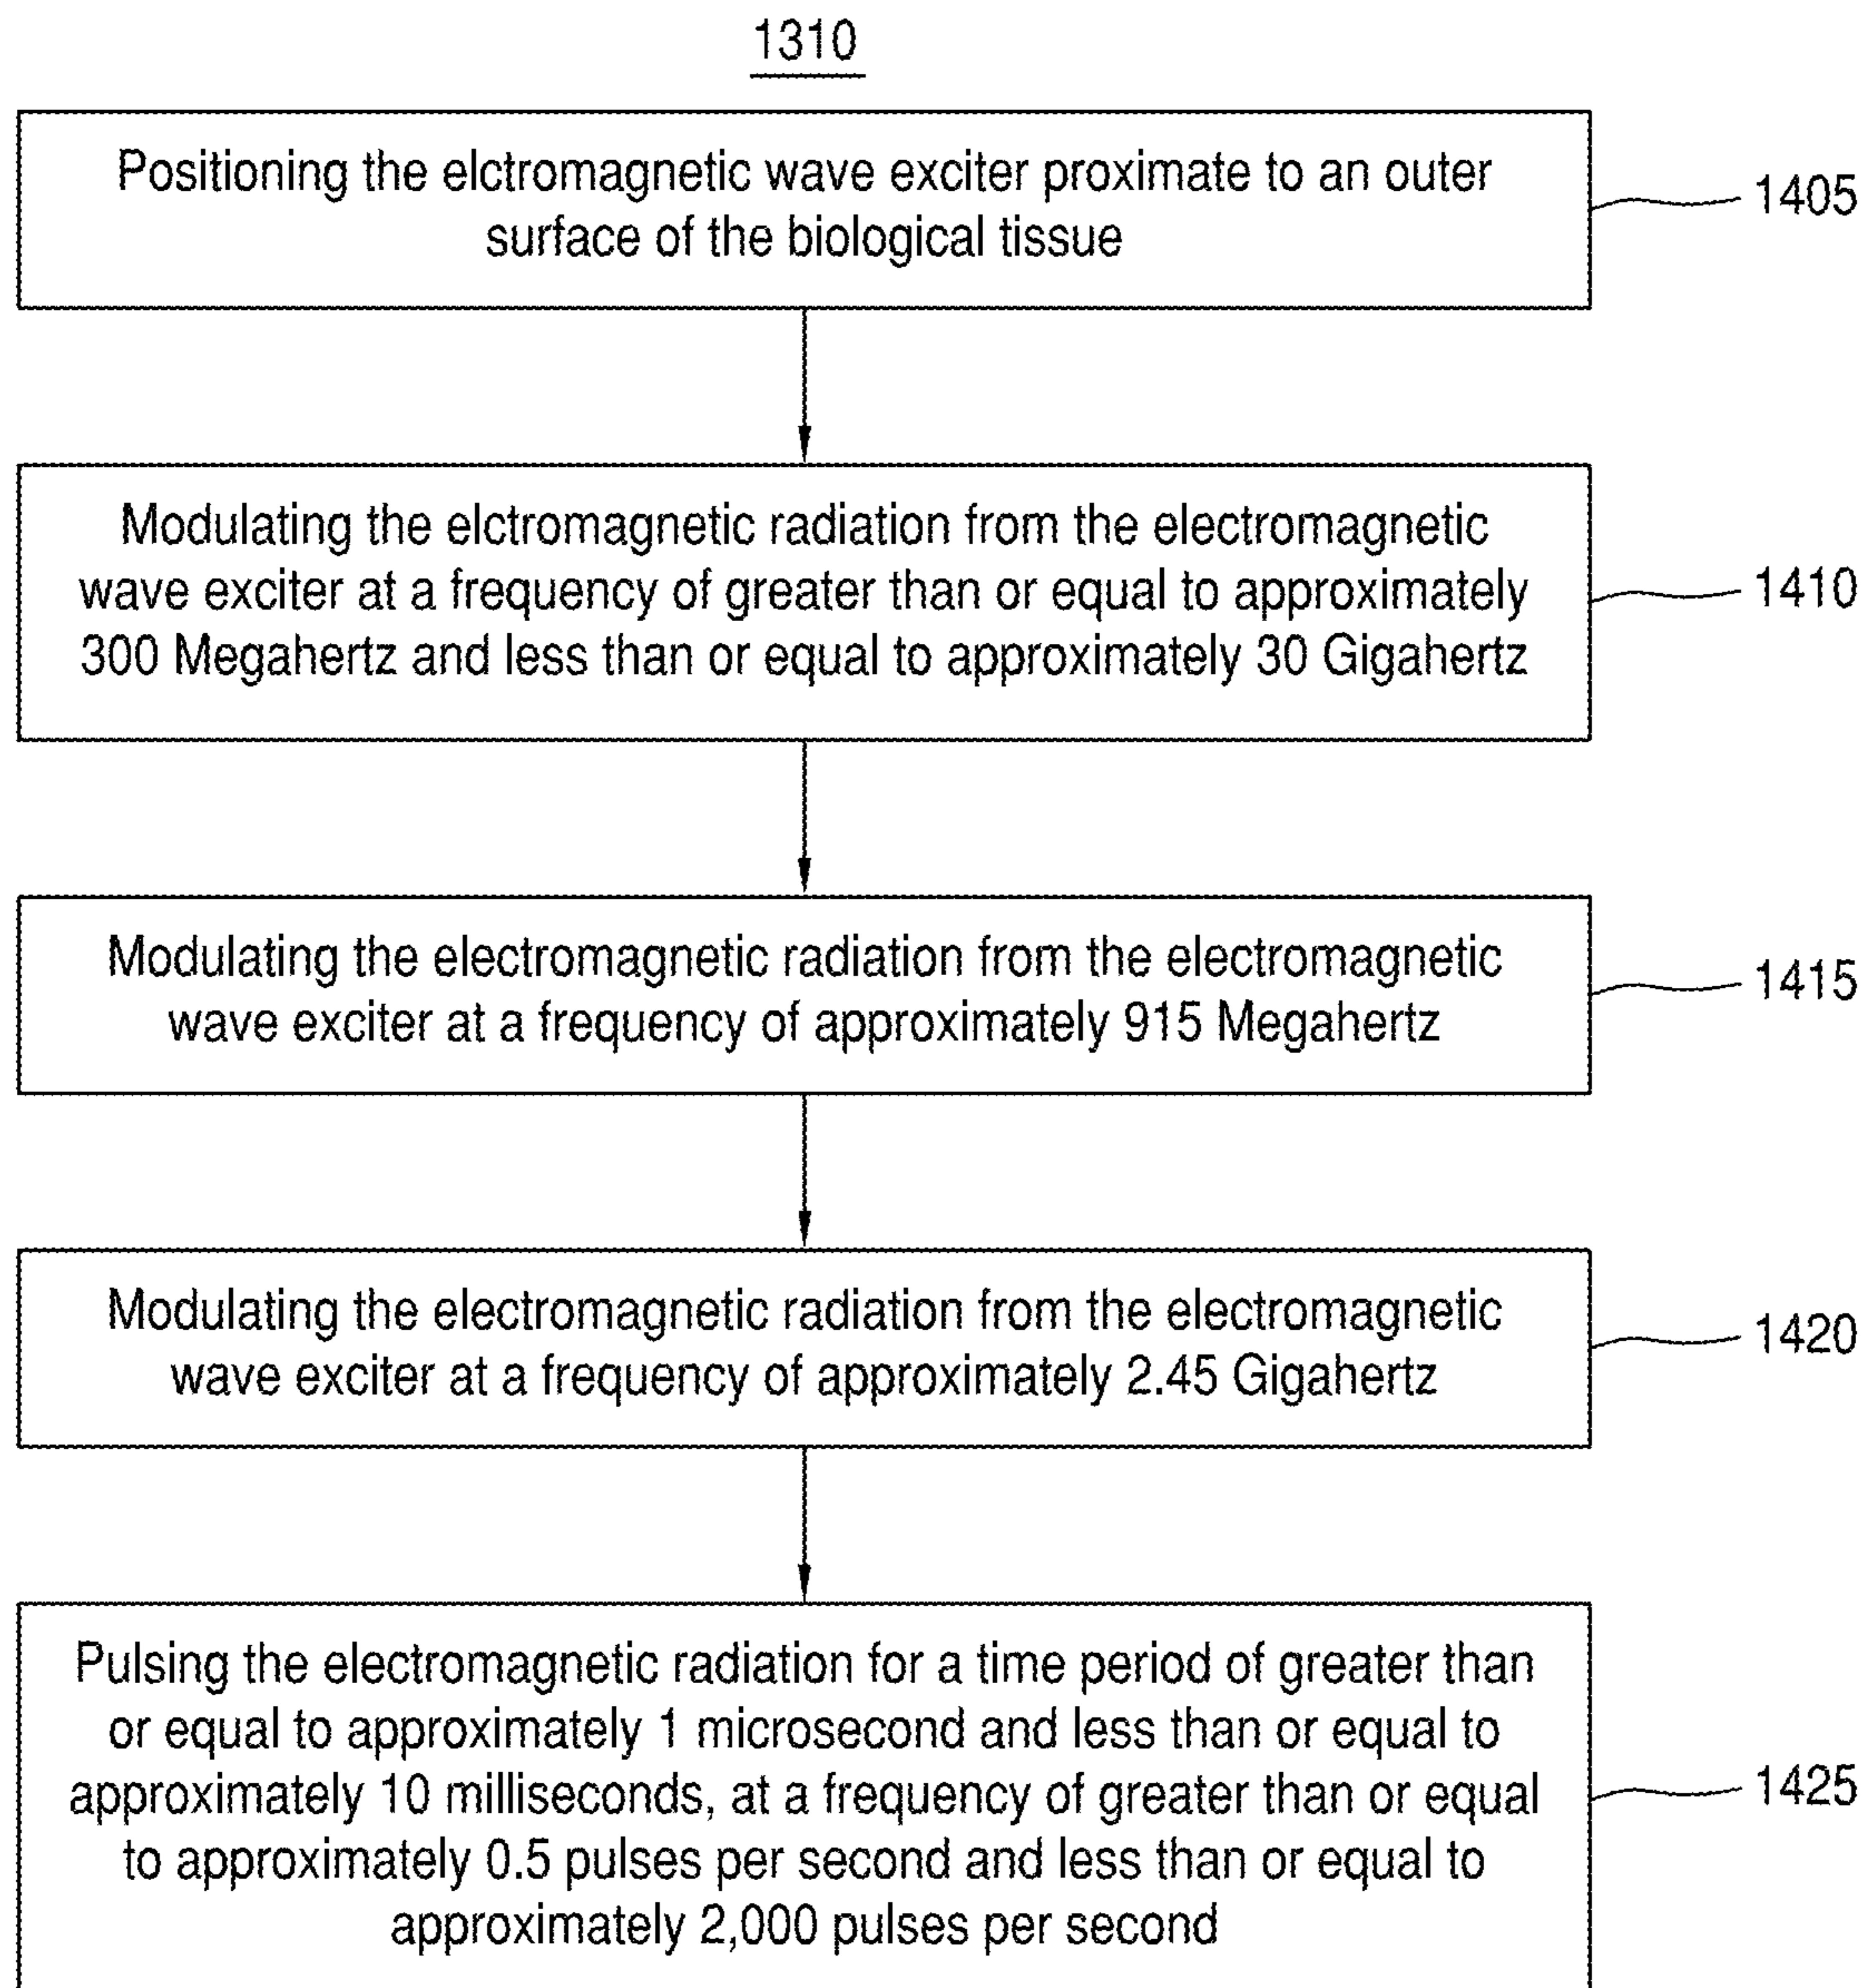 1310
Positioning the elctromagnetic wave exciter proximate to an outer
surface of the biological tissue
1405
Modulating the elctromagnetic radiation from the electromagnetic
wave exciter at a frequency of greater than or equal to approximately
300 Megahertz and less than or equal to approximately 30 Gigahertz
1410
Modulating the electromagnetic radiation from the electromagnetic
wave exciter at a frequency of approximately 915 Megahertz
1415
Modulating the electromagnetic radiation from the electromagnetic
wave exciter at a frequency of approximately 2.45 Gigahertz
1420
Pulsing the electromagnetic radiation for a time period of greater than
or equal to approximately 1 microsecond and less than or equal to
approximately 10 milliseconds, at a frequency of greater than or equal
to approximately 0.5 pulses per second and less than or equal to
approximately 2,000 pulses per second
1425